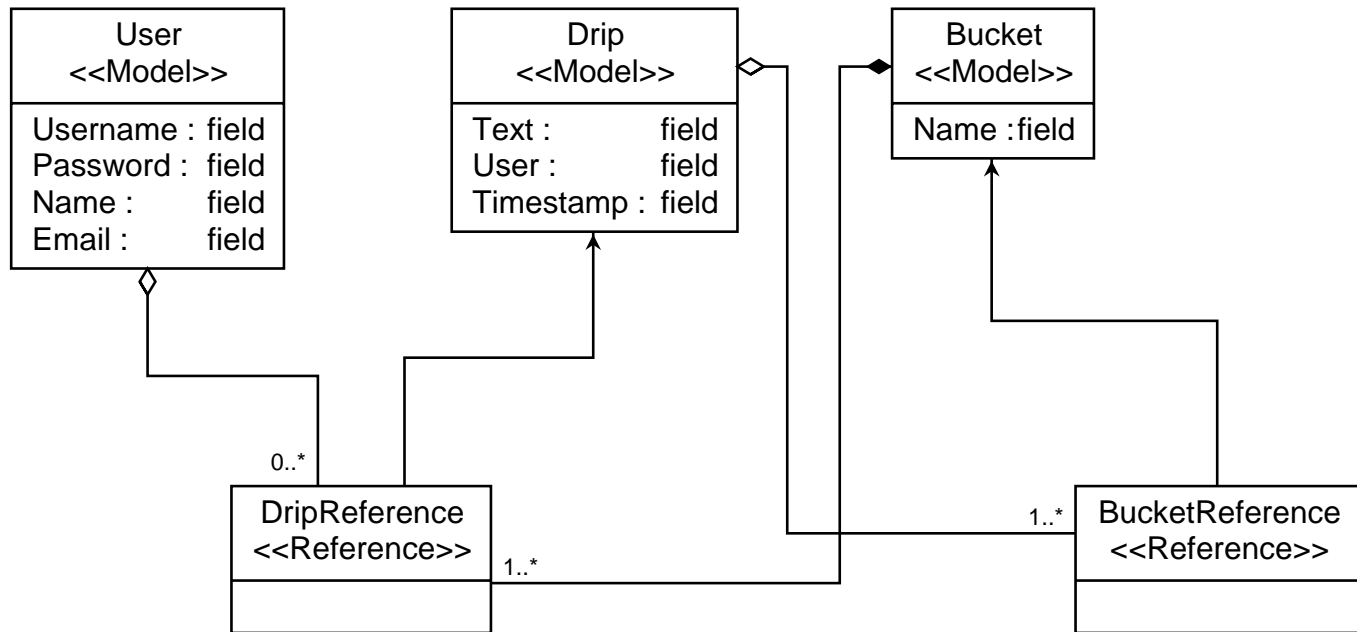 User
<<Model>>
Username : field
Password : field
Name : field
Email : field
Drip
<<Model>>
Text : field
User : field
Timestamp : field
Bucket
<<Model>>
Name : field
0..*
DripReference
<<Reference>>
1..*
1..*
BucketReference
<<Reference>>